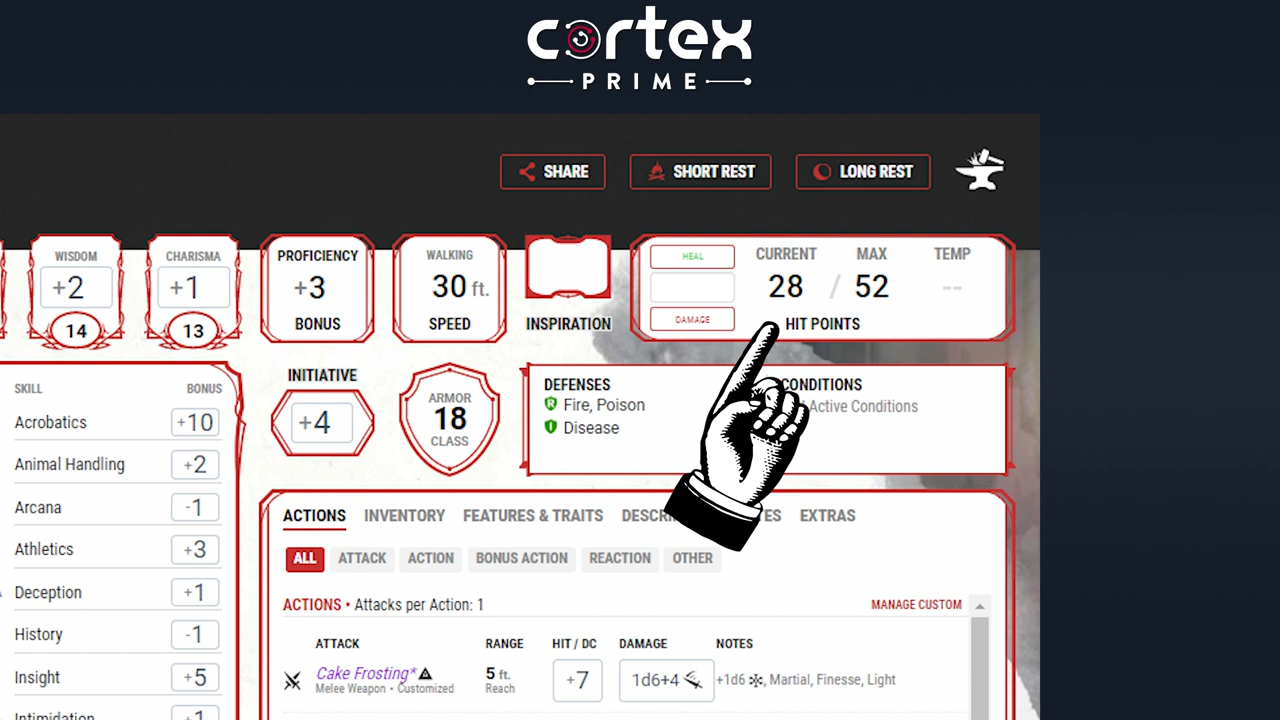 cortex
PRIME
SHARE
SHORT REST
LONG REST
WISDOM
+2
14
CHARISMA
+1
13
PROFICIENCY
+3
BONUS
WALKING
30 ft.
SPEED
INSPIRATION
HEAL
DAMAGE
CURRENT MAX TEMP
28 / 52 --
HIT POINTS
INITIATIVE
+4
ARMOR
18
CLASS
DEFENSES
R Fire, Poison
I Disease
CONDITIONS
Active Conditions
SKILL BONUS
Acrobatics +10
Animal Handling +2
Arcana -1
Athletics +3
Deception +1
History -1
Insight +5
Intimidation +1
ACTIONS INVENTORY FEATURES & TRAITS DESCR ES EXTRAS
ALL ATTACK ACTION BONUS ACTION REACTION OTHER
ACTIONS • Attacks per Action: 1
MANAGE CUSTOM
ATTACK RANGE HIT / DC DAMAGE NOTES
Cake Frosting* 5 ft. +7 1d6+4 +1d6 , Martial, Finesse, Light
Melee Weapon • Customized Reach